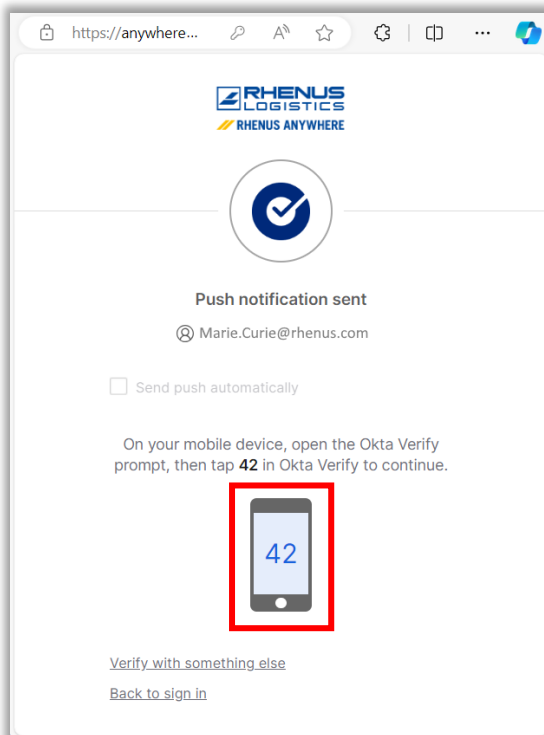 https://anywhere...
RHENUS
LOGISTICS
RHENUS ANYWHERE
Push notification sent
Marie.Curie@rhenus.com
Send push automatically
On your mobile device, open the Okta Verify
prompt, then tap 42 in Okta Verify to continue.
42
Verify with something else
Back to sign in